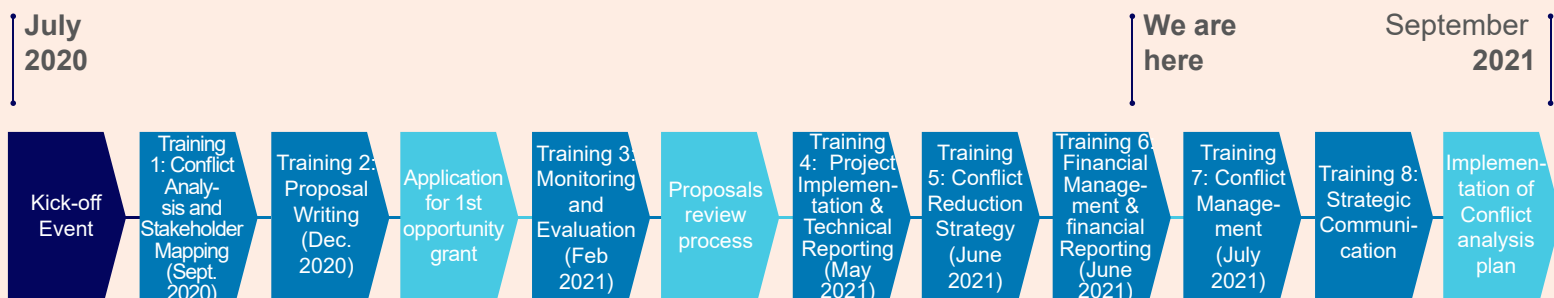 July
2020
We are
here
September
2021
Kick-off
Event
Training
1: Conflict
Analy-
sis and
Stakeholder
Mapping
(Sept.
2020)
Training 2:
Proposal
Writing
(Dec.
2020)
Application
for 1st
opportunity
grant
Training 3:
Monitoring
and
Evaluation
(Feb
2021)
Proposals
review
process
Training
4: Project
Implemen-
tation &
Technical
Reporting
(May
2021)
Training
5: Conflict
Reduction
Strategy
(June
2021)
Training 6:
Financial
Manage-
ment &
financial
Reporting
(June
2021)
Training
7: Conflict
Manage-
ment
(July
2021)
Training 8:
Strategic
Communi-
cation
Implemen-
tation of
Conflict
analysis
plan